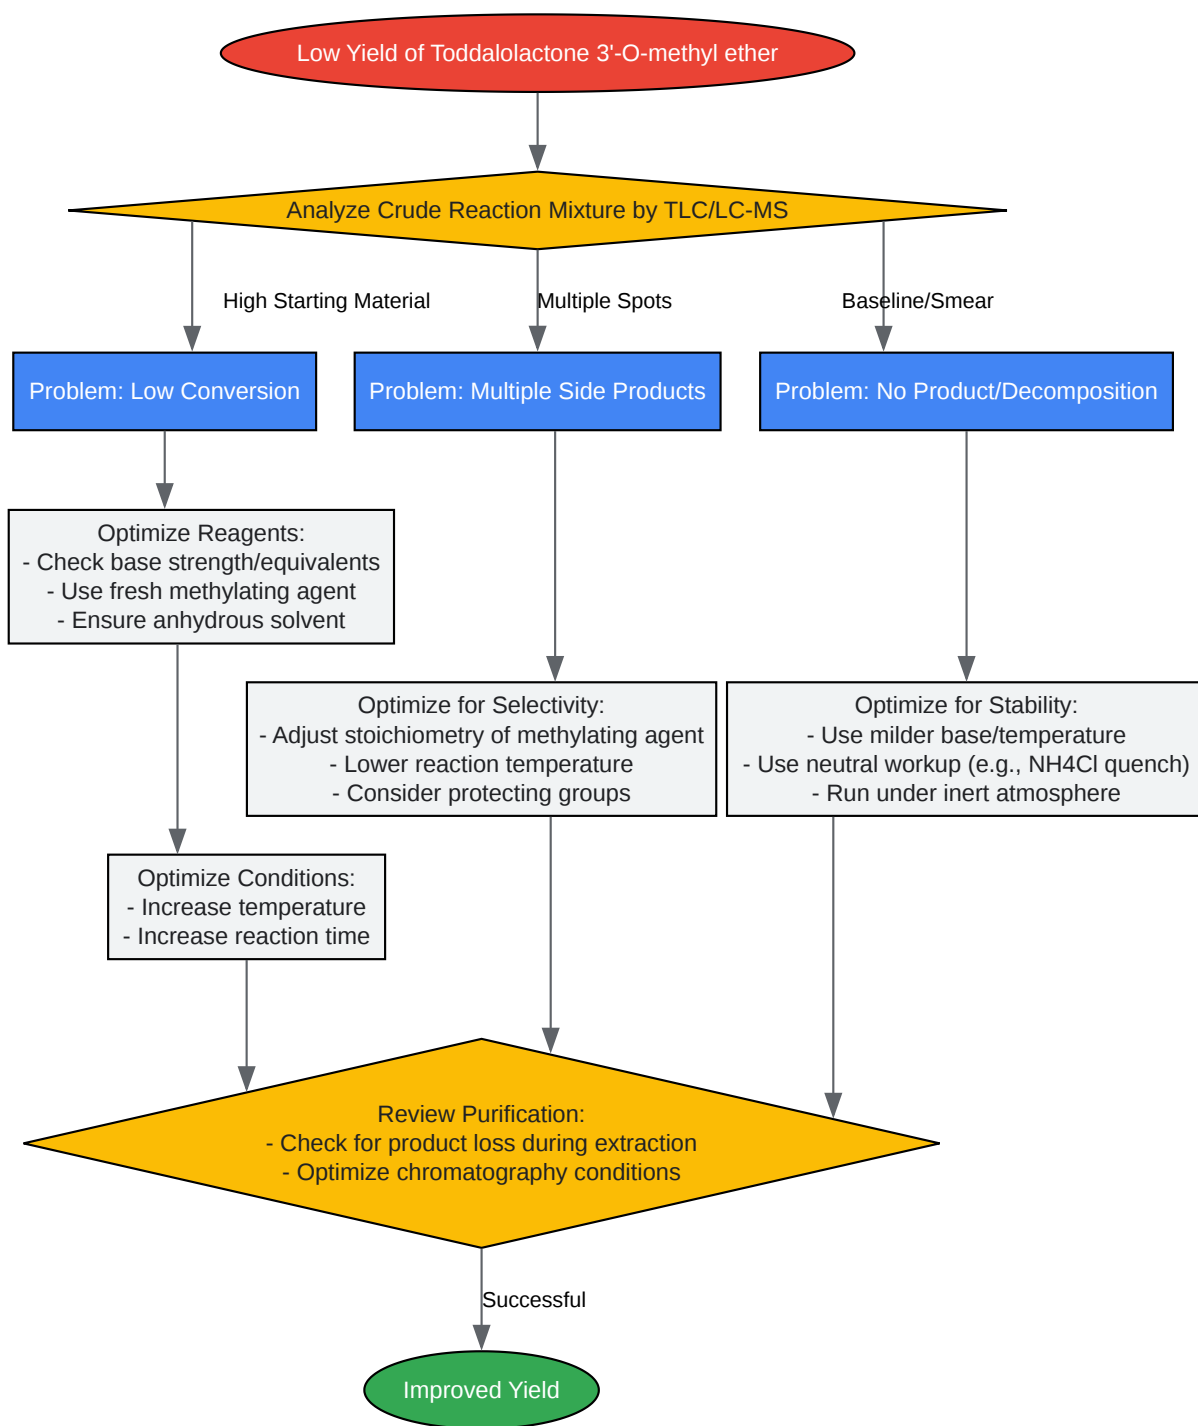 Low Yield of Toddalolactone 3'-O-methyl ether
Analyze Crude Reaction Mixture by TLC/LC-MS
High Starting Material
Multiple Spots
Baseline/Smear
Problem: Low Conversion
Problem: Multiple Side Products
Problem: No Product/Decomposition
Optimize Reagents:
- Check base strength/equivalents
- Use fresh methylating agent
- Ensure anhydrous solvent
Optimize for Selectivity:
- Adjust stoichiometry of methylating agent
- Lower reaction temperature
- Consider protecting groups
Optimize for Stability:
- Use milder base/temperature
- Use neutral workup (e.g., NH4Cl quench)
- Run under inert atmosphere
Optimize Conditions:
- Increase temperature
- Increase reaction time
Review Purification:
- Check for product loss during extraction
- Optimize chromatography conditions
Successful
Improved Yield